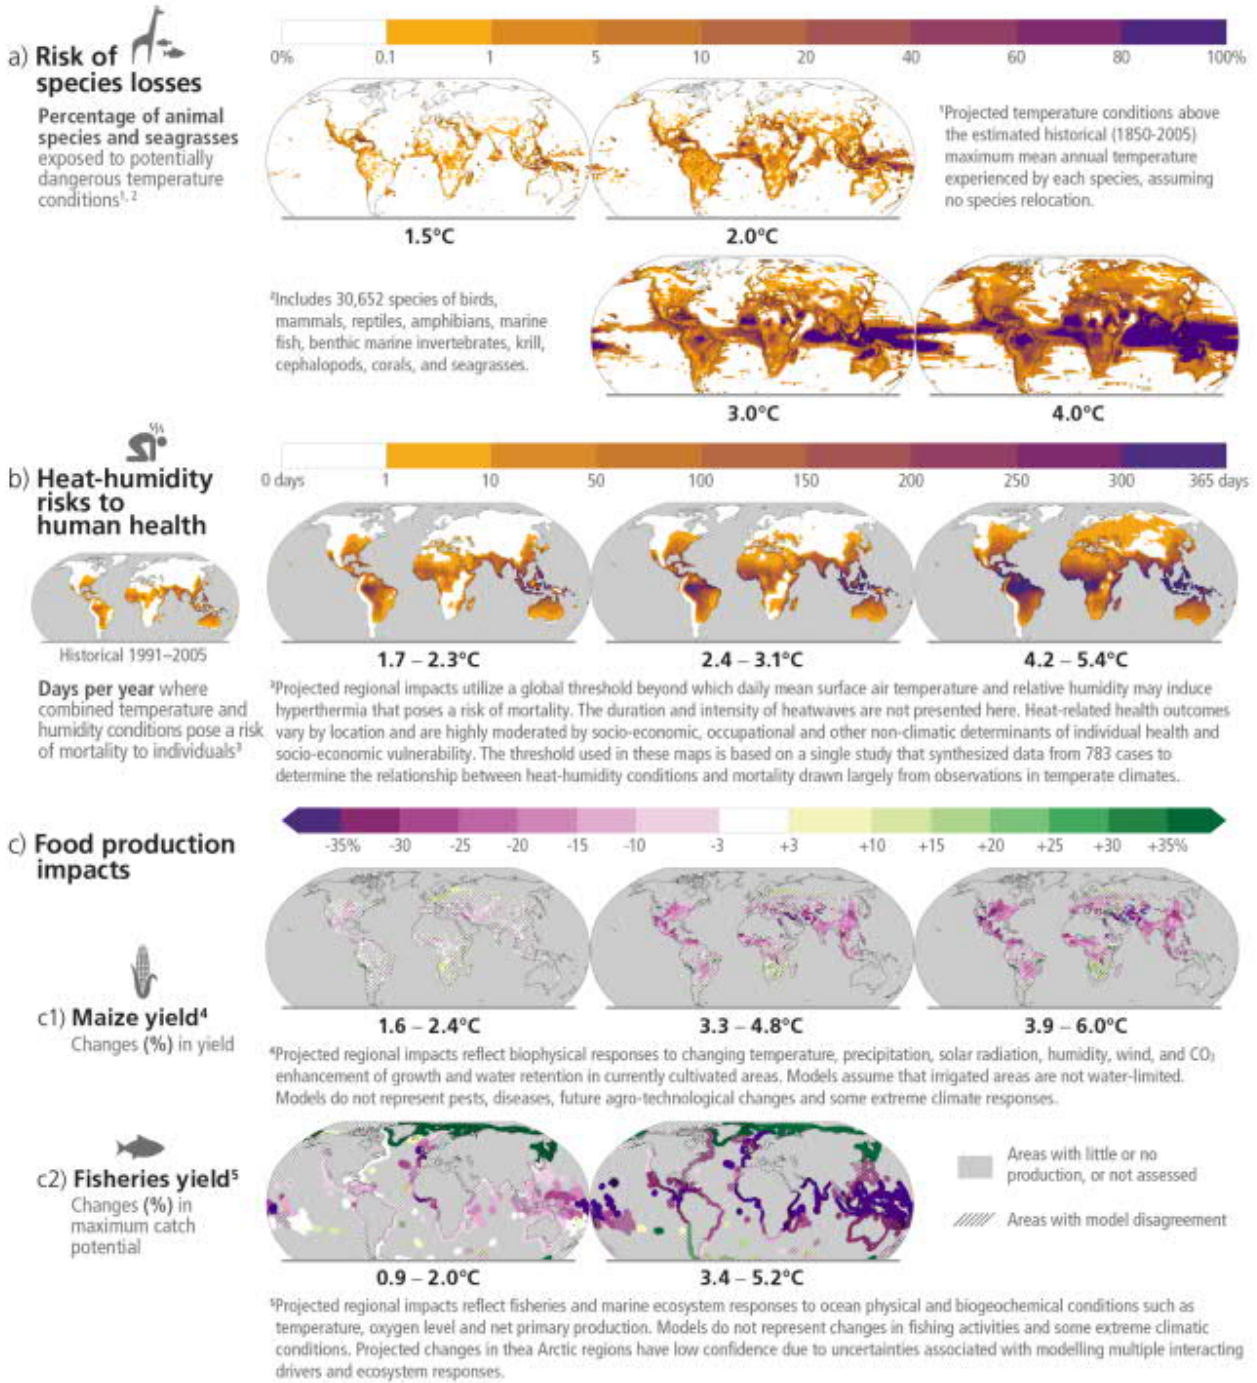 a) Risk of
species losses
Percentage of animal
species and seagrasses
exposed to potentially
dangerous temperature
conditions1, 2
0% 0.1 1 5 10 20 40 60 80 100%
1.5°C
2.0°C
1Projected temperature conditions above
the estimated historical (1850-2005)
maximum mean annual temperature
experienced by each species, assuming
no species relocation.
2Includes 30,652 species of birds,
mammals, reptiles, amphibians, marine
fish, benthic marine invertebrates, krill,
cephalopods, corals, and seagrasses.
3.0°C
4.0°C
b) Heat-humidity
risks to
human health
Historical 1991–2005
Days per year where
combined temperature and
humidity conditions pose a risk
of mortality to individuals3
0 days 1 10 50 100 150 200 250 300 365 days
1.7 – 2.3°C
2.4 – 3.1°C
4.2 – 5.4°C
3Projected regional impacts utilize a global threshold beyond which daily mean surface air temperature and relative humidity may induce
hyperthermia that poses a risk of mortality. The duration and intensity of heatwaves are not presented here. Heat-related health outcomes
vary by location and are highly moderated by socio-economic, occupational and other non-climatic determinants of individual health and
socio-economic vulnerability. The threshold used in these maps is based on a single study that synthesized data from 783 cases to
determine the relationship between heat-humidity conditions and mortality drawn largely from observations in temperate climates.
c) Food production
impacts
-35% -30 -25 -20 -15 -10 -3 +3 +10 +15 +20 +25 +30 +35%
c1) Maize yield4
Changes (%) in yield
1.6 – 2.4°C
3.3 – 4.8°C
3.9 – 6.0°C
4Projected regional impacts reflect biophysical responses to changing temperature, precipitation, solar radiation, humidity, wind, and CO2
enhancement of growth and water retention in currently cultivated areas. Models assume that irrigated areas are not water-limited.
Models do not represent pests, diseases, future agro-technological changes and some extreme climate responses.
c2) Fisheries yield5
Changes (%) in
maximum catch
potential
0.9 – 2.0°C
3.4 – 5.2°C
Areas with little or no
production, or not assessed
Areas with model disagreement
5Projected regional impacts reflect fisheries and marine ecosystem responses to ocean physical and biogeochemical conditions such as
temperature, oxygen level and net primary production. Models do not represent changes in fishing activities and some extreme climatic
conditions. Projected changes in thea Arctic regions have low confidence due to uncertainties associated with modelling multiple interacting
drivers and ecosystem responses.